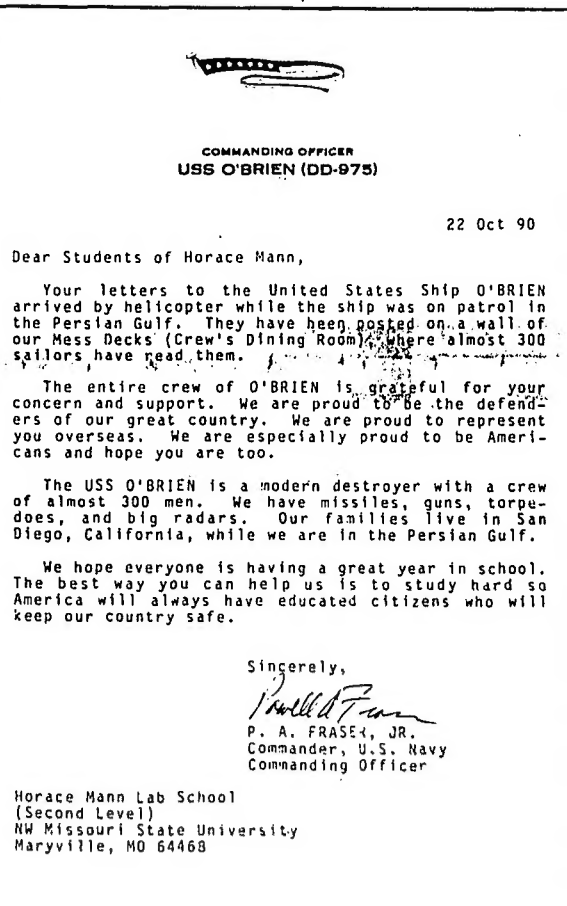 COMMANDING OFFICER
USS O'BRIEN (DD-975)
22 Oct 90
Dear Students of Horace Mann,
Your letters to the United States Ship O'BRIEN
arrived by helicopter while the ship was on patrol in
the Persian Gulf. They have been posted on a wall of
our Mess Decks (Crew's Dining Room), where almost 300
sailors have read them.
The entire crew of O'BRIEN is grateful for your
concern and support. We are proud to be the defend-
ers of our great country. We are proud to represent
you overseas. We are especially proud to be Ameri-
cans and hope you are too.
The USS O'BRIEN is a modern destroyer with a crew
of almost 300 men. We have missiles, guns, torpe-
does, and big radars. Our families live in San
Diego, California, while we are in the Persian Gulf.
We hope everyone is having a great year in school.
The best way you can help us is to study hard so
America will always have educated citizens who will
keep our country safe.
Sincerely,
Powell A Fraser
P. A. FRASER, JR.
Commander, U.S. Navy
Commanding Officer
Horace Mann Lab School
(Second Level)
NW Missouri State University
Maryville, MO 64468